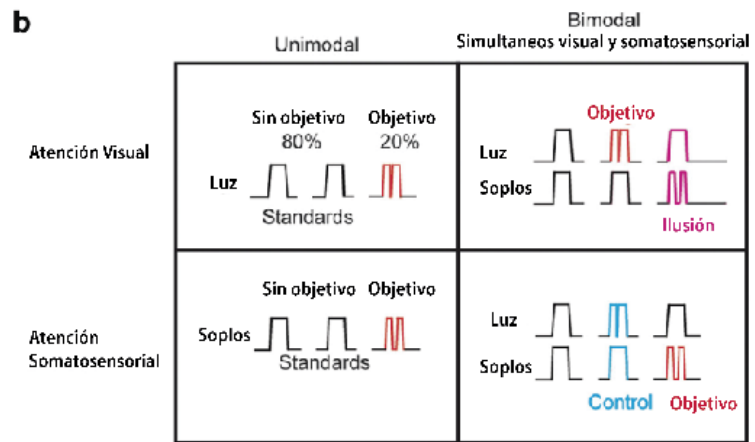 b
Unimodal
Bimodal
Simultaneos visual y somatosensorial
Atención Visual
Sin objetivo Objetivo
80% 20%
Luz
Standards
Objetivo
Luz
Soplos
Ilusión
Atención
Somatosensorial
Sin objetivo Objetivo
Soplos
Standards
Luz
Soplos
Control Objetivo